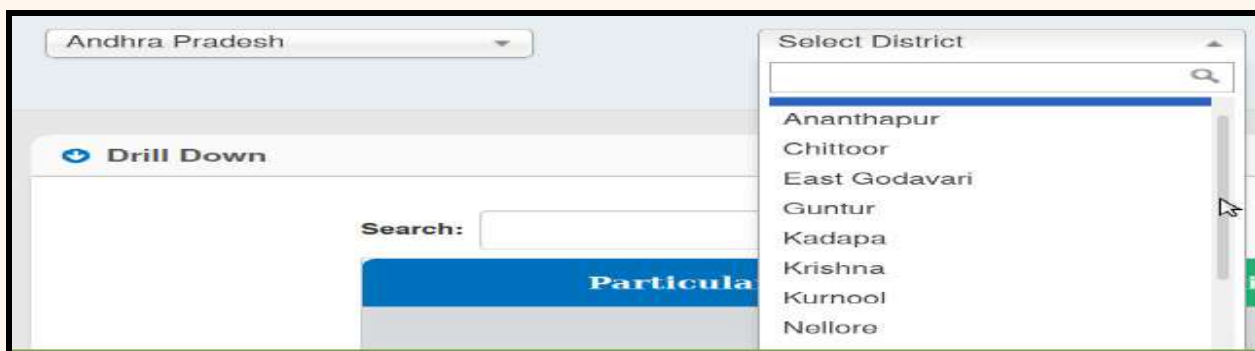 Andhra Pradesh
Select District
Ananthapur
Chittoor
East Godavari
Guntur
Kadapa
Krishna
Kurnool
Nellore
Drill Down
Search:
Particula